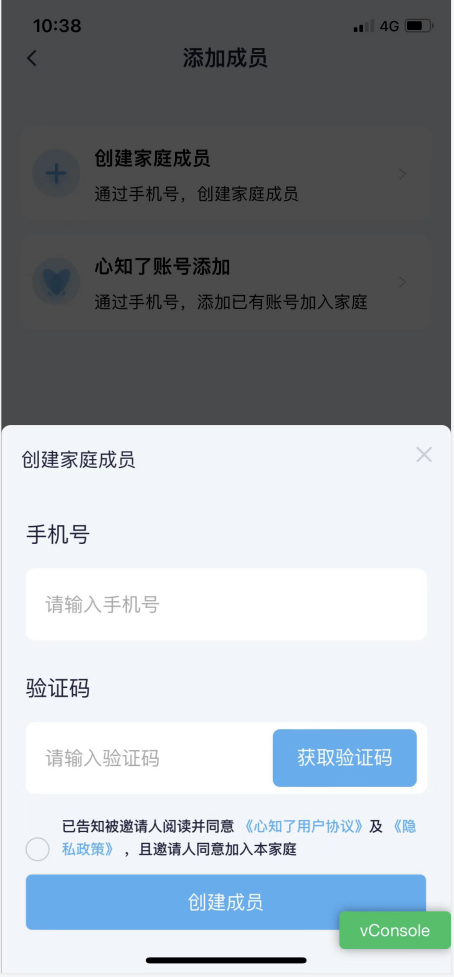 10:38
4G
添加成员
创建家庭成员
通过手机号，创建家庭成员
心知了账号添加
通过手机号，添加已有账号加入家庭
创建家庭成员
手机号
请输入手机号
验证码
请输入验证码
获取验证码
已告知被邀请人阅读并同意 《心知了用户协议》及 《隐
私政策》 ，且邀请人同意加入本家庭
创建成员
vConsole